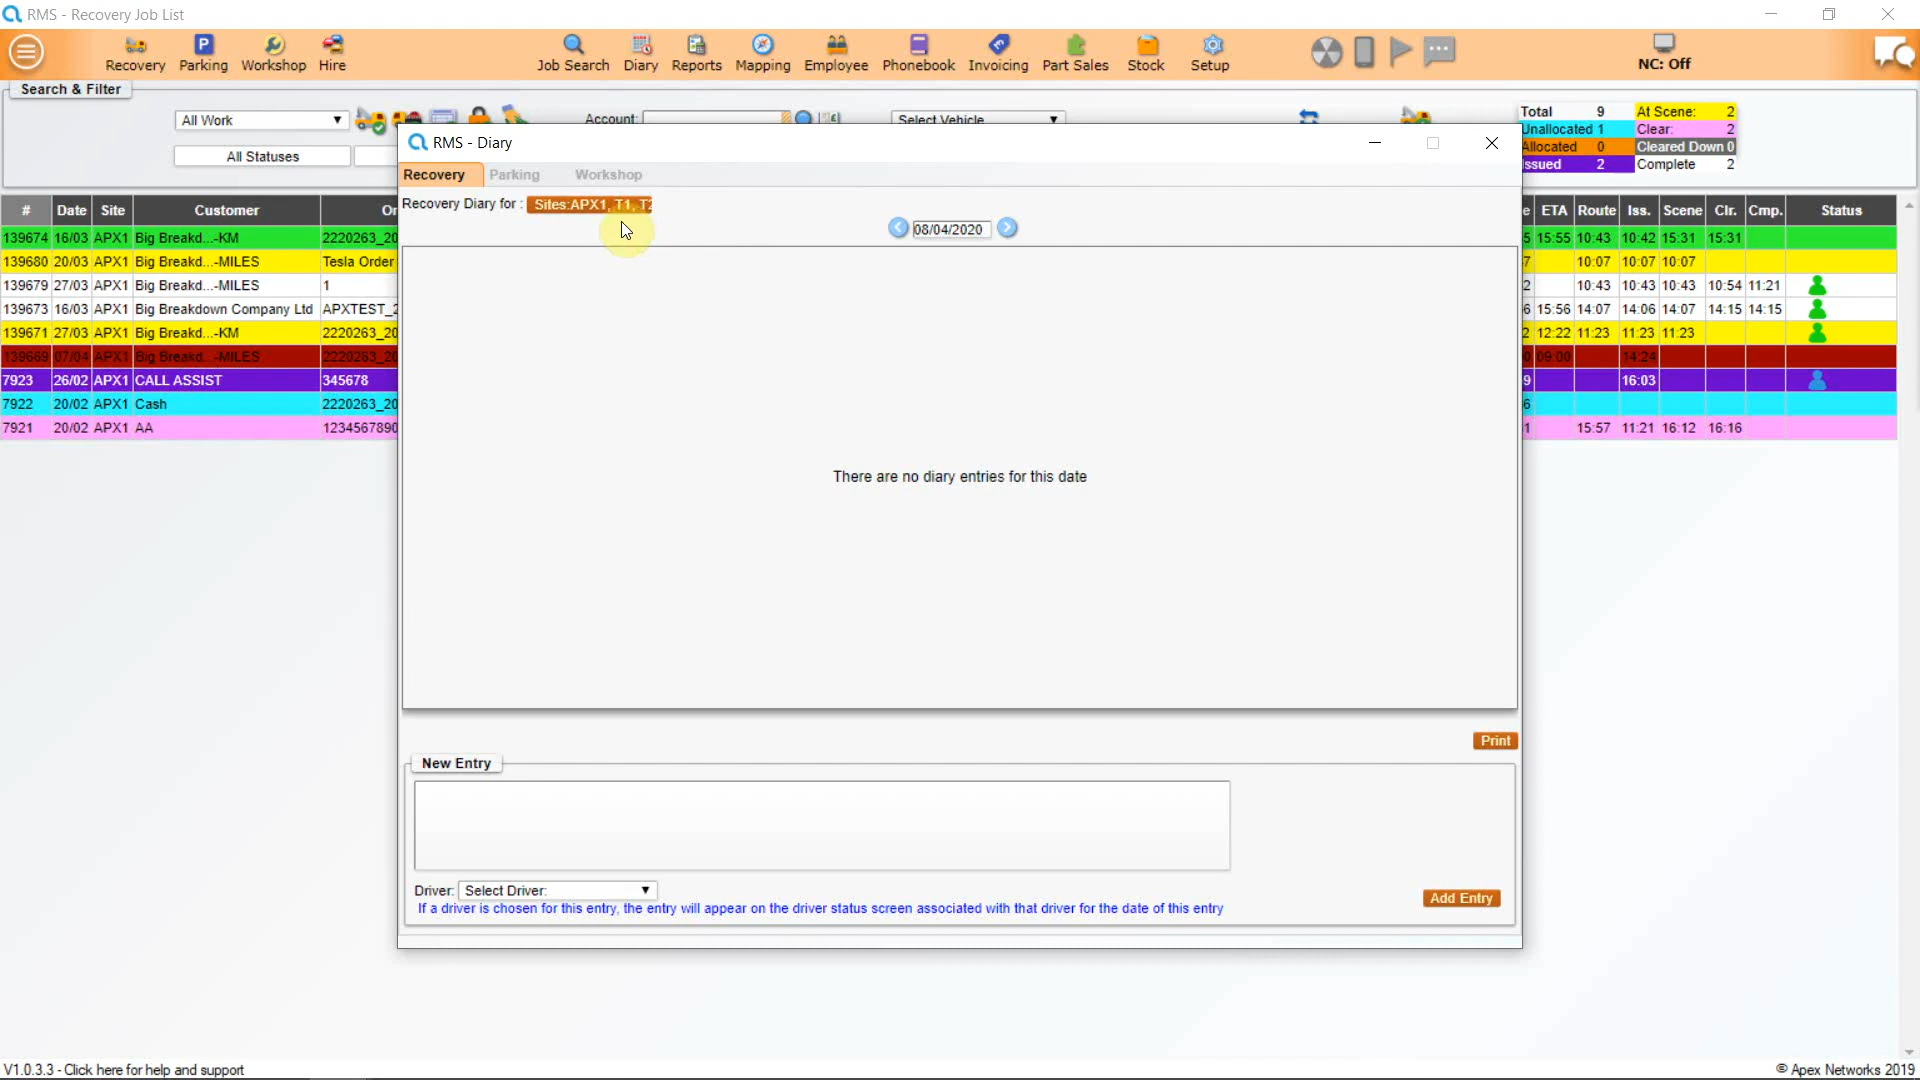 RMS - Recovery Job List
Recovery Parking Workshop Hire Job Search Diary Reports Mapping Employee Phonebook Invoicing Part Sales Stock Setup NC: Off
Search & Filter
All Work Account: Select Vehicle
All Statuses
Total 9 At Scene: 2
Unallocated 1 Clear: 2
Allocated 0 Cleared Down 0
Issued 2 Complete 2
RMS - Diary
Recovery Parking Workshop
Recovery Diary for : Sites:APX1, T1, T2
08/04/2020
There are no diary entries for this date
Print
New Entry
Driver: Select Driver:
If a driver is chosen for this entry, the entry will appear on the driver status screen associated with that driver for the date of this entry
Add Entry
# Date Site Customer Or e ETA Route Iss. Scene Clr. Cmp. Status
139674 16/03 APX1 Big Breakd...-KM 2220263_20 5 15:55 10:43 10:42 15:31 15:31
139680 20/03 APX1 Big Breakd...-MILES Tesla Order 7 10:07 10:07 10:07
139679 27/03 APX1 Big Breakd...-MILES 1 2 10:43 10:43 10:43 10:54 11:21
139673 16/03 APX1 Big Breakdown Company Ltd APXTEST_2 6 15:56 14:07 14:06 14:07 14:15 14:15
139671 27/03 APX1 Big Breakd...-KM 2220263_20 2 12:22 11:23 11:23 11:23
139669 07/04 APX1 Big Breakd...-MILES 2220263_20 0 09:00 14:24
7923 26/02 APX1 CALL ASSIST 345678 9 16:03
7922 20/02 APX1 Cash 2220263_20 6
7921 20/02 APX1 AA 1234567890 1 15:57 11:21 16:12 16:16
V1.0.3.3 - Click here for help and support
© Apex Networks 2019